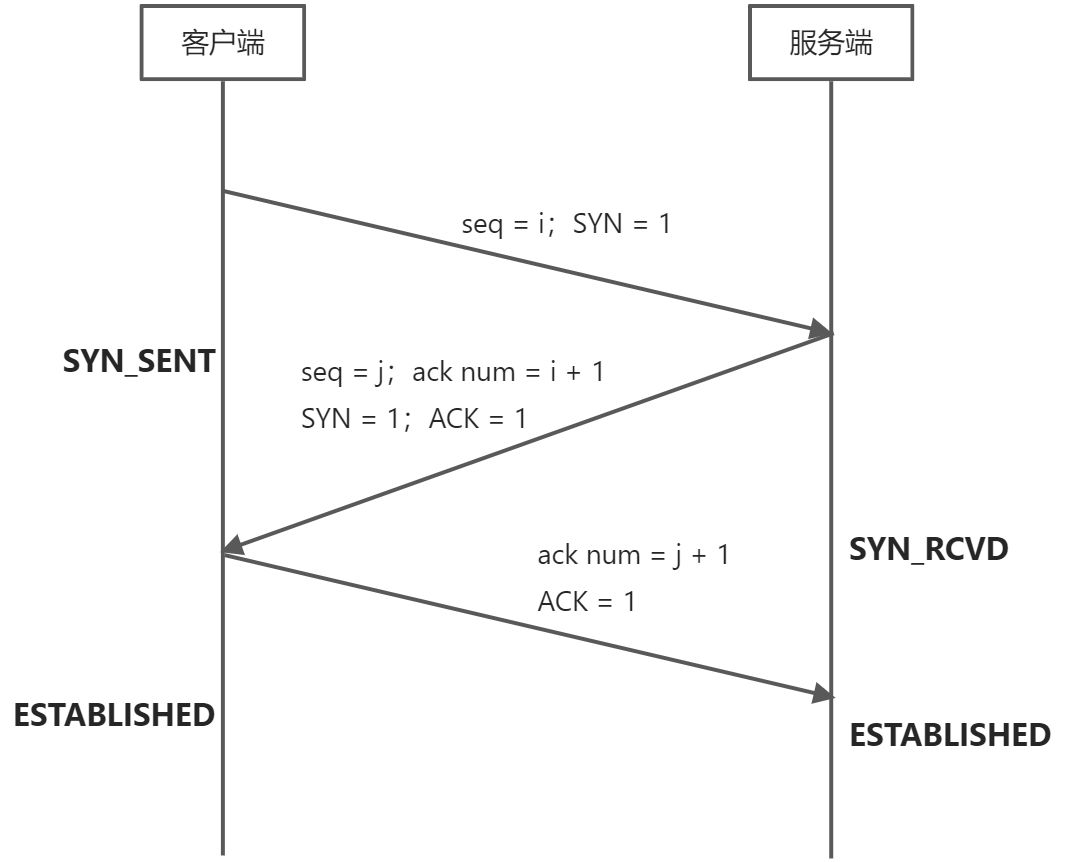 客户端
服务端
seq = i；SYN = 1
SYN_SENT
seq = j；ack num = i + 1
SYN = 1；ACK = 1
SYN_RCVD
ack num = j + 1
ACK = 1
ESTABLISHED
ESTABLISHED